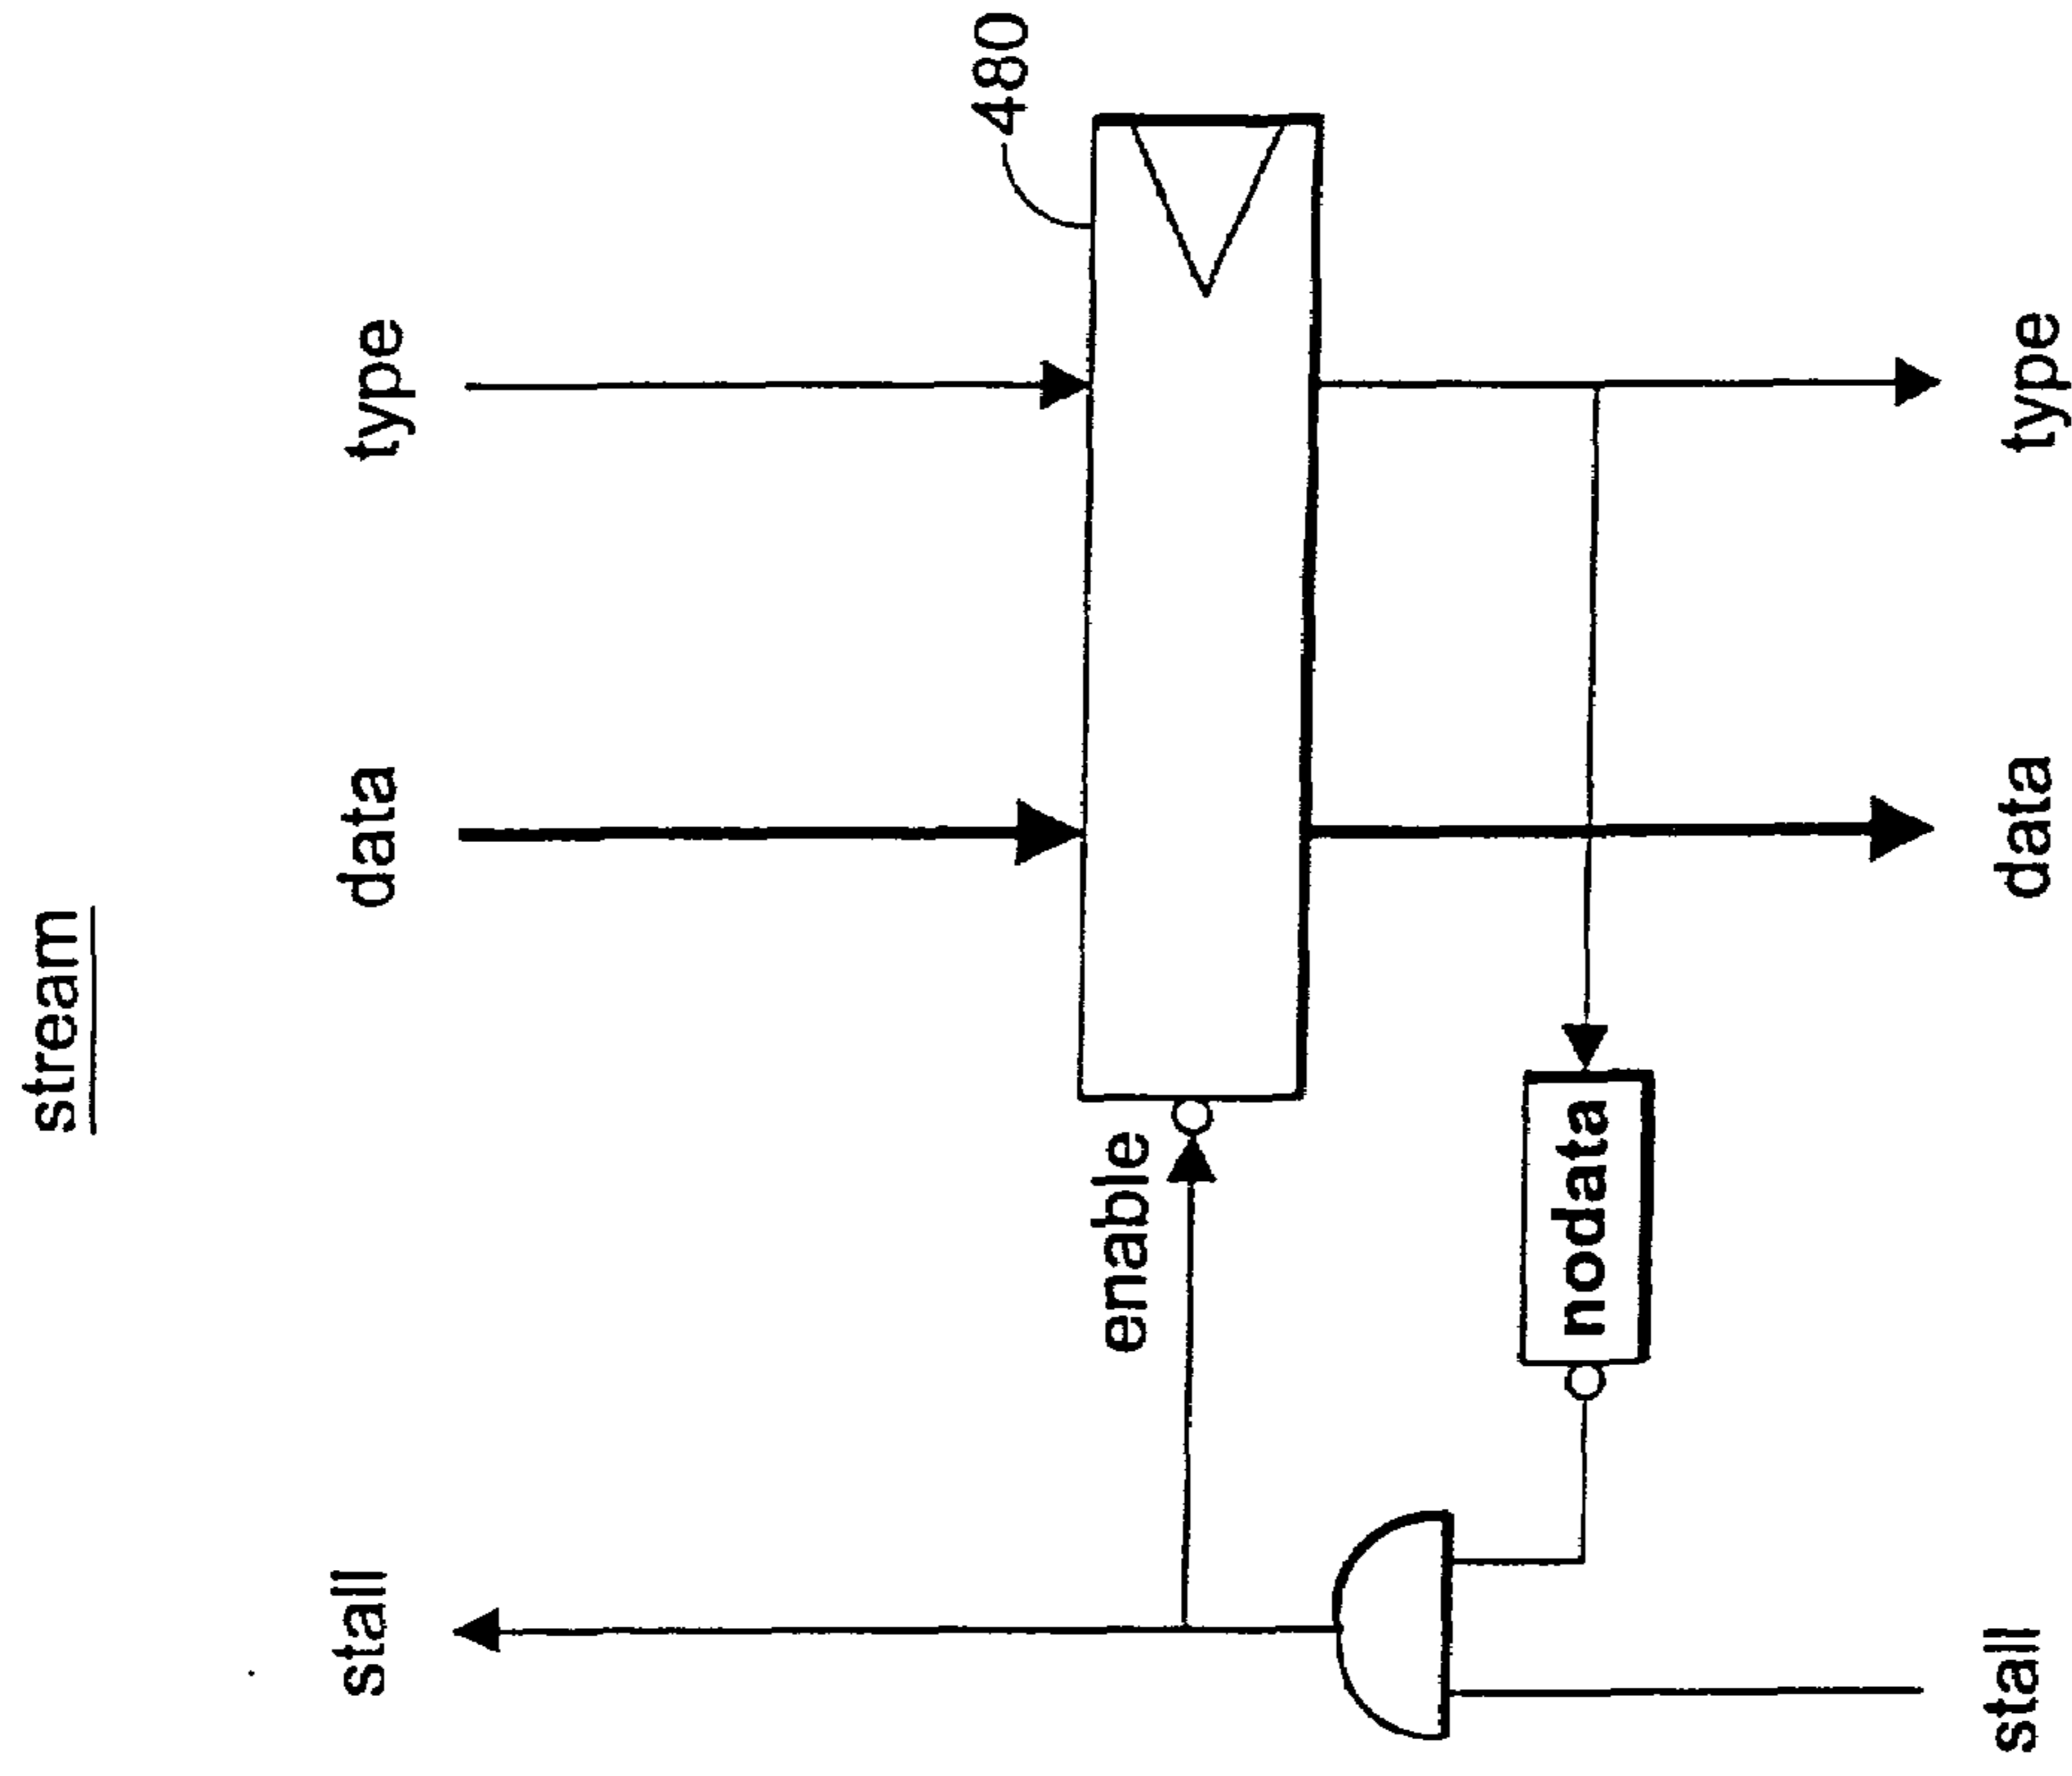 stream
stall
data
type
480
enable
nodata
stall
data
type